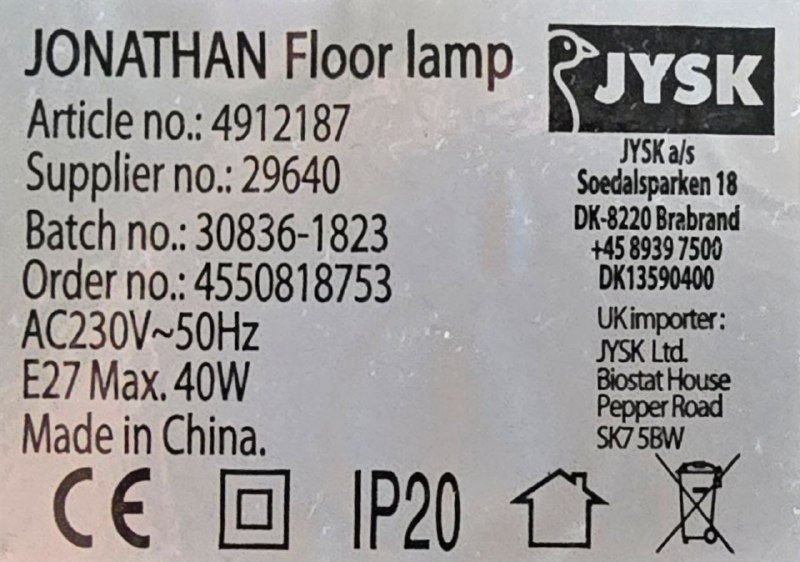 JONATHAN Floor lamp
Article no.: 4912187
Supplier no.: 29640
Batch no.: 30836-1823
Order no.: 4550818753
AC230V~50Hz
E27 Max. 40W
Made in China.
CE
IP20
JYSK
JYSK a/s
Soedalsparken 18
DK-8220 Brabrand
+45 8939 7500
DK13590400
UK importer:
JYSK Ltd.
Biostat House
Pepper Road
SK7 5BW